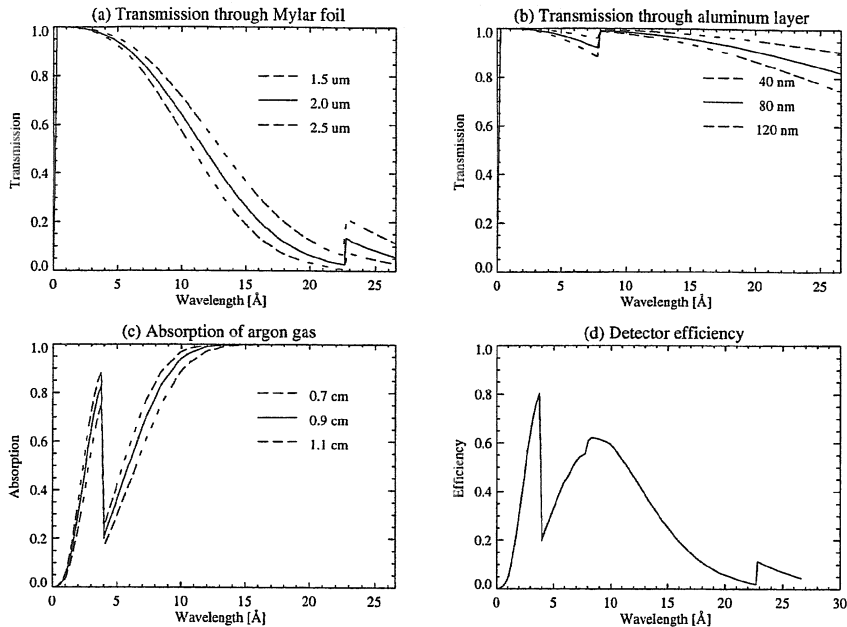 (a) Transmission through Mylar foil
1.0
0.8
0.6
0.4
0.2
0.0
Transmission
1.5 um
2.0 um
2.5 um
0 5 10 15 20 25
Wavelength [Å]
(b) Transmission through aluminum layer
1.0
0.8
0.6
0.4
0.2
0.0
Transmission
40 nm
80 nm
120 nm
0 5 10 15 20 25
Wavelength [Å]
(c) Absorption of argon gas
1.0
0.8
0.6
0.4
0.2
0.0
Absorption
0.7 cm
0.9 cm
1.1 cm
0 5 10 15 20 25
Wavelength [Å]
(d) Detector efficiency
1.0
0.8
0.6
0.4
0.2
0.0
Efficiency
0 5 10 15 20 25 30
Wavelength [Å]